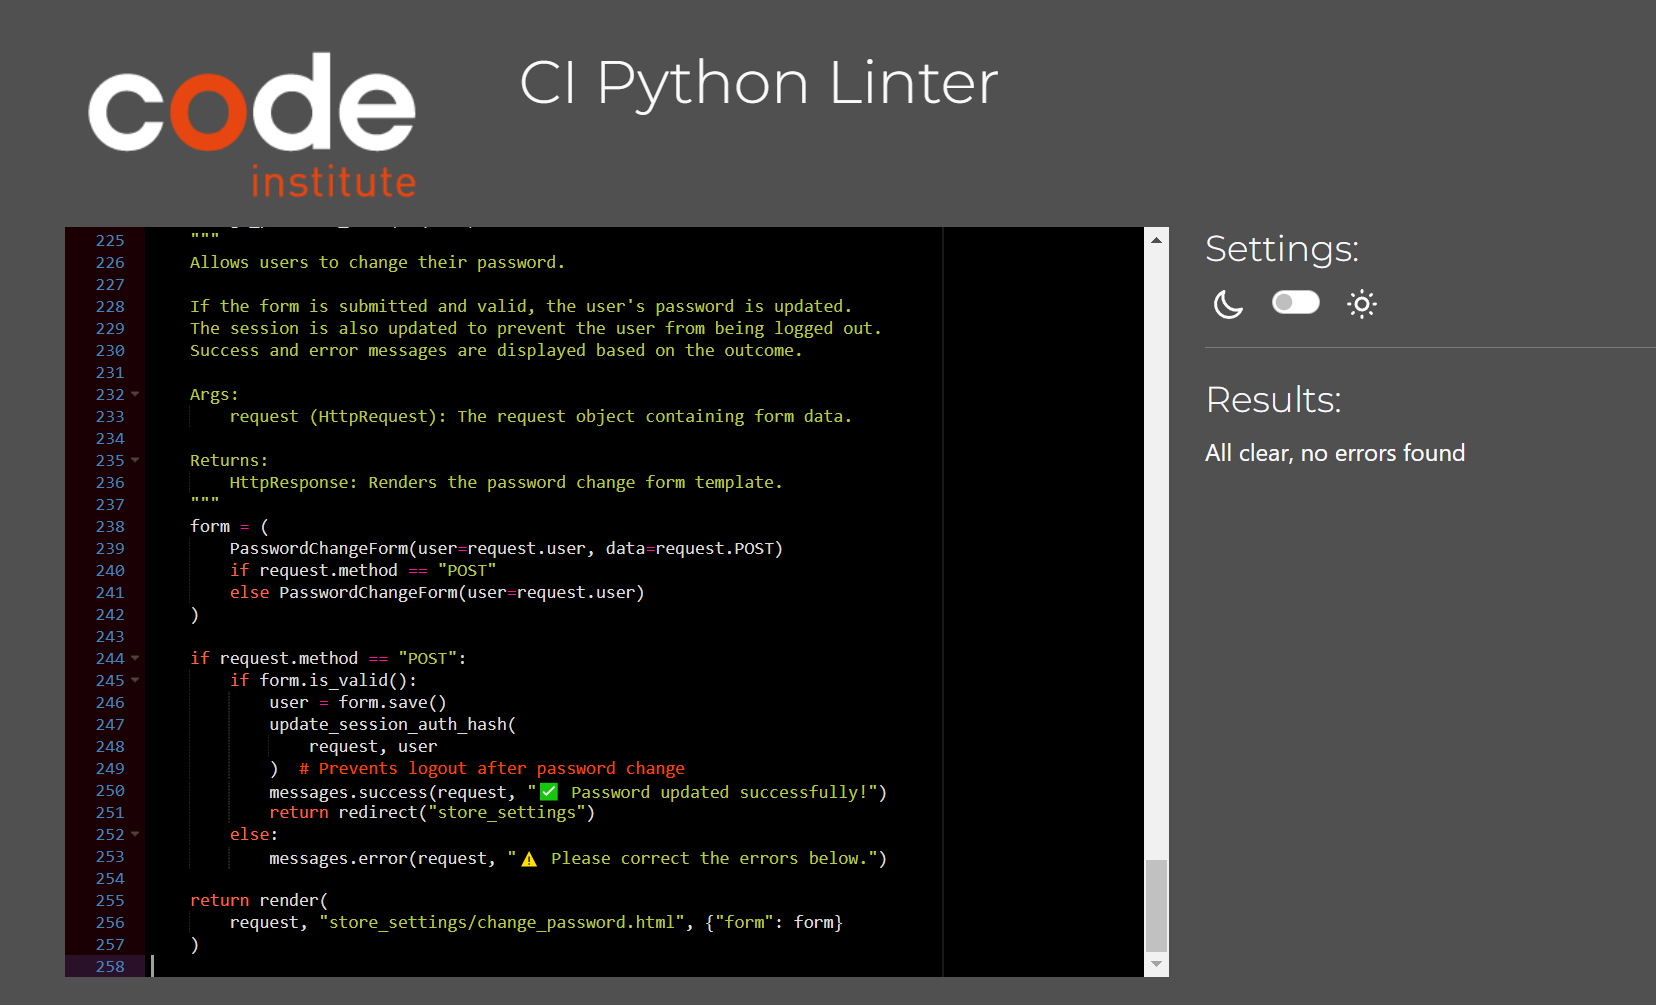 code
institute
CI Python Linter
225 """
226 Allows users to change their password.
227
228 If the form is submitted and valid, the user's password is updated.
229 The session is also updated to prevent the user from being logged out.
230 Success and error messages are displayed based on the outcome.
231
232 Args:
233     request (HttpRequest): The request object containing form data.
234
235 Returns:
236     HttpResponse: Renders the password change form template.
237 """
238 form = (
239     PasswordChangeForm(user=request.user, data=request.POST)
240     if request.method == "POST"
241     else PasswordChangeForm(user=request.user)
242 )
243
244 if request.method == "POST":
245     if form.is_valid():
246         user = form.save()
247         update_session_auth_hash(
248             request, user
249         )  # Prevents logout after password change
250         messages.success(request, "✅ Password updated successfully!")
251         return redirect("store_settings")
252     else:
253         messages.error(request, "⚠️ Please correct the errors below.")
254
255 return render(
256     request, "store_settings/change_password.html", {"form": form}
257 )
258
Settings:
Results:
All clear, no errors found